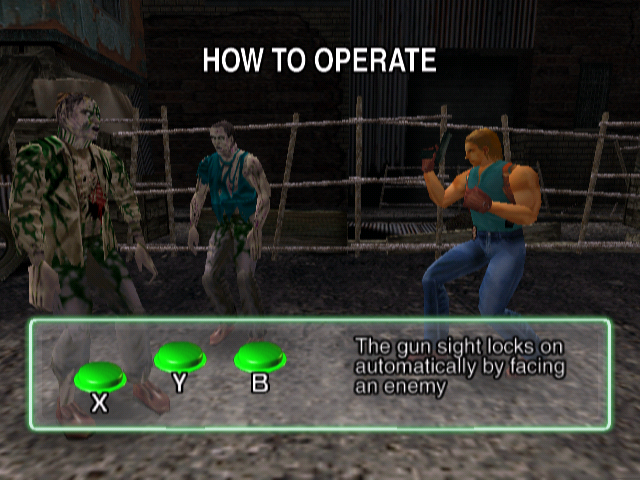 HOW TO OPERATE
The gun sight locks on
automatically by facing
an enemy
X
Y
B